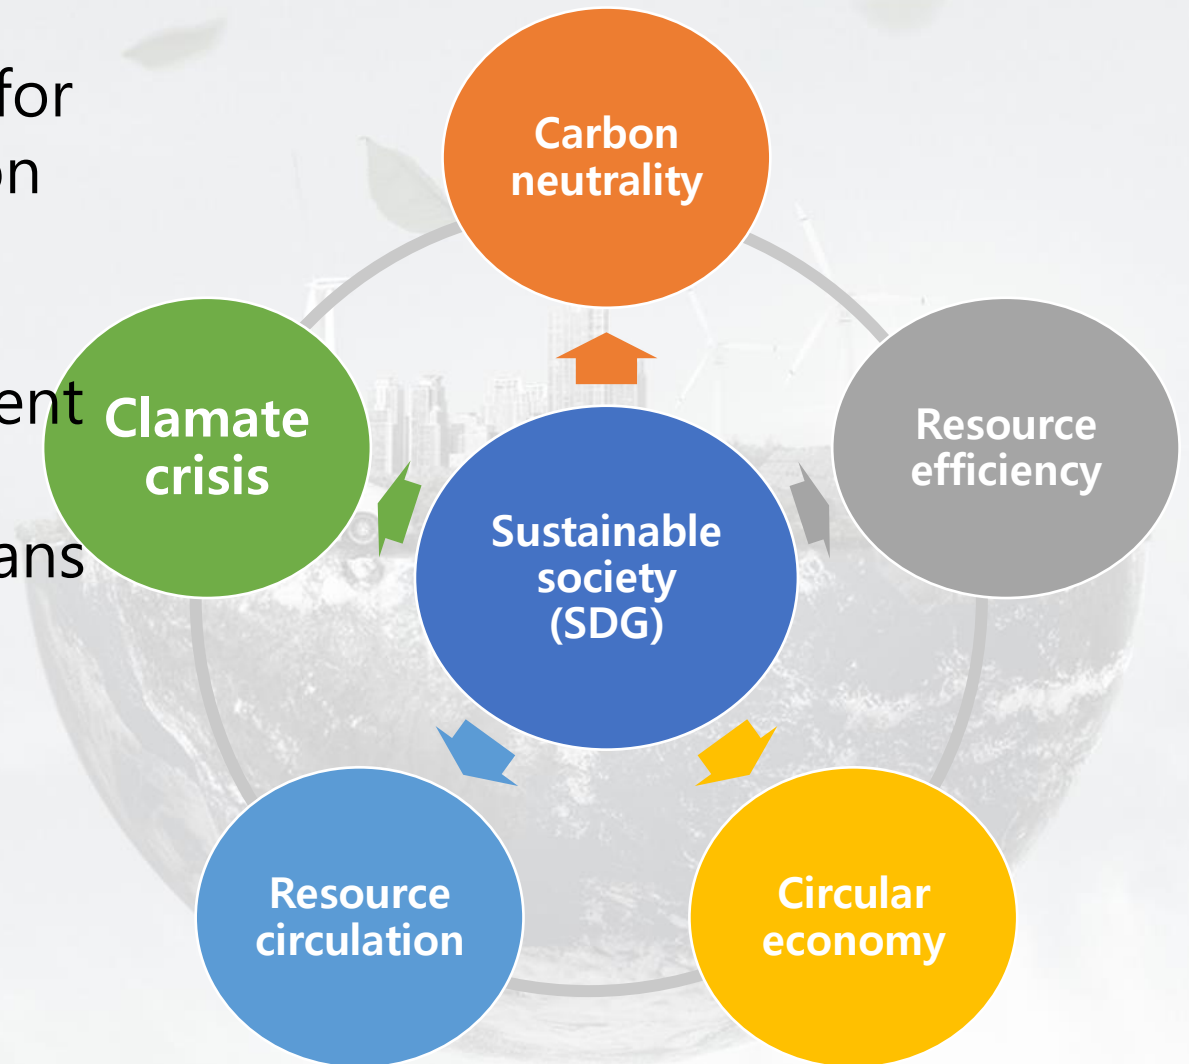 for
on
ent
ans
Carbon
neutrality
Clamate
crisis
Resource
efficiency
Sustainable
society
(SDG)
Resource
circulation
Circular
economy